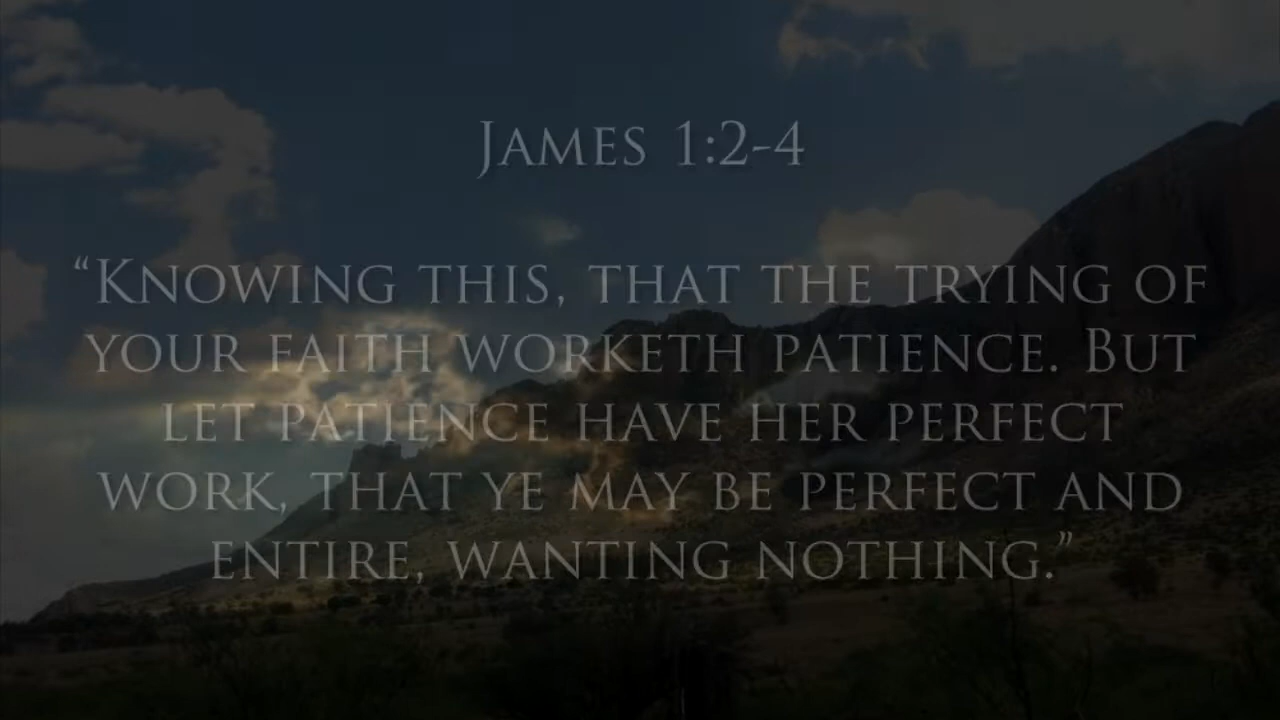 James 1:2-4
“Knowing this, that the trying of
your faith worketh patience. But
let patience have her perfect
work, that ye may be perfect and
entire, wanting nothing.”